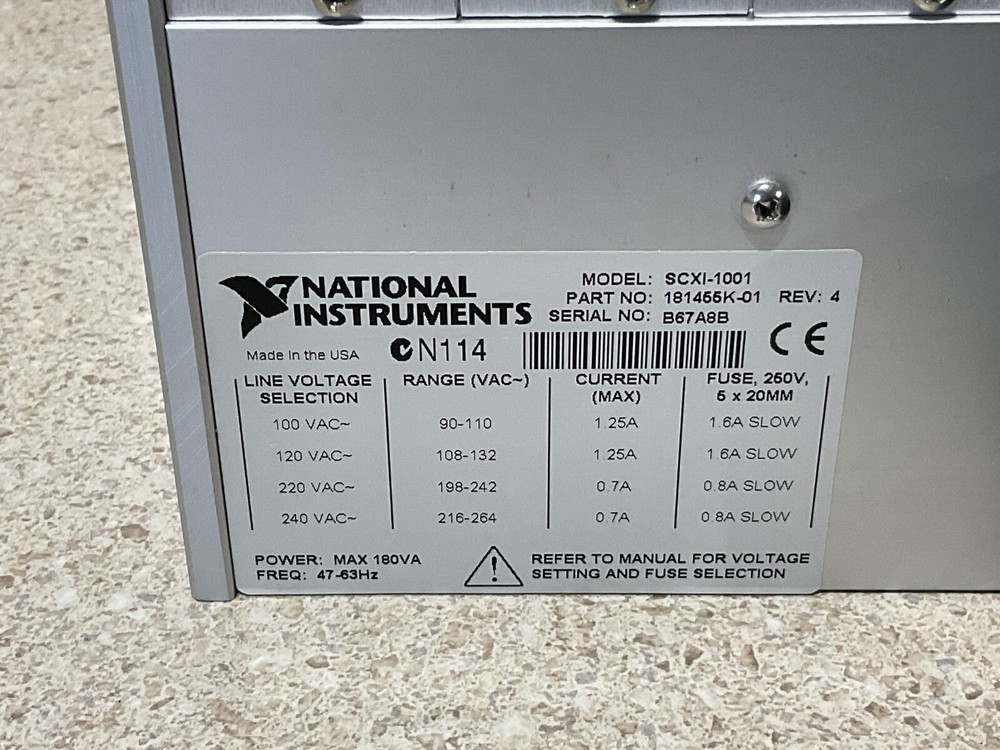 NATIONAL INSTRUMENTS
MODEL: SCXI-1001
PART NO: 181455K-01 REV: 4
SERIAL NO: B67A8B
Made in the USA N114 CE
LINE VOLTAGE SELECTION RANGE (VAC~) CURRENT (MAX) FUSE, 250V, 5 x 20MM
100 VAC~ 90-110 1.25A 1.6A SLOW
120 VAC~ 108-132 1.25A 1.6A SLOW
220 VAC~ 198-242 0.7A 0.8A SLOW
240 VAC~ 216-264 0.7A 0.8A SLOW
POWER: MAX 180VA
FREQ: 47-63Hz
REFER TO MANUAL FOR VOLTAGE
SETTING AND FUSE SELECTION